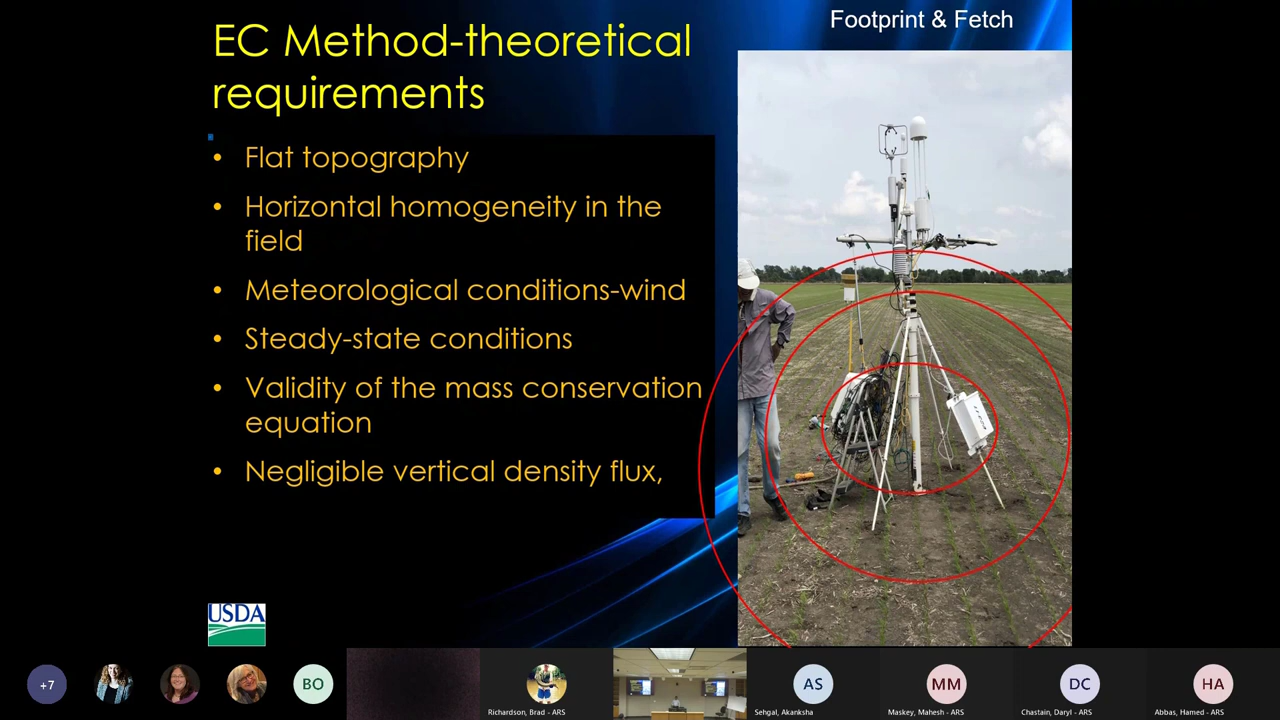 Footprint & Fetch
EC Method-theoretical
requirements
• Flat topography
• Horizontal homogeneity in the
field
• Meteorological conditions-wind
• Steady-state conditions
• Validity of the mass conservation
equation
• Negligible vertical density flux,
USDA
+7
BO
Richardson, Brad - ARS
AS
Sehgal, Akanksha
MM
Maskey, Mahesh - ARS
DC
Chastain, Daryl - ARS
HA
Abbas, Hamed - ARS